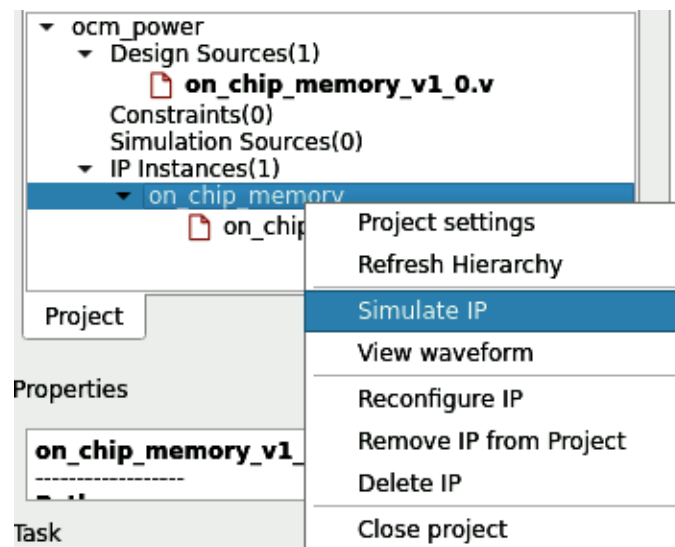 ocm_power
Design Sources(1)
on_chip_memory_v1_0.v
Constraints(0)
Simulation Sources(0)
IP Instances(1)
on_chip_memory
on_chip
Project settings
Refresh Hierarchy
Simulate IP
View waveform
Reconfigure IP
Remove IP from Project
Delete IP
Close project
Project
Properties
on_chip_memory_v1_
------------------
Task